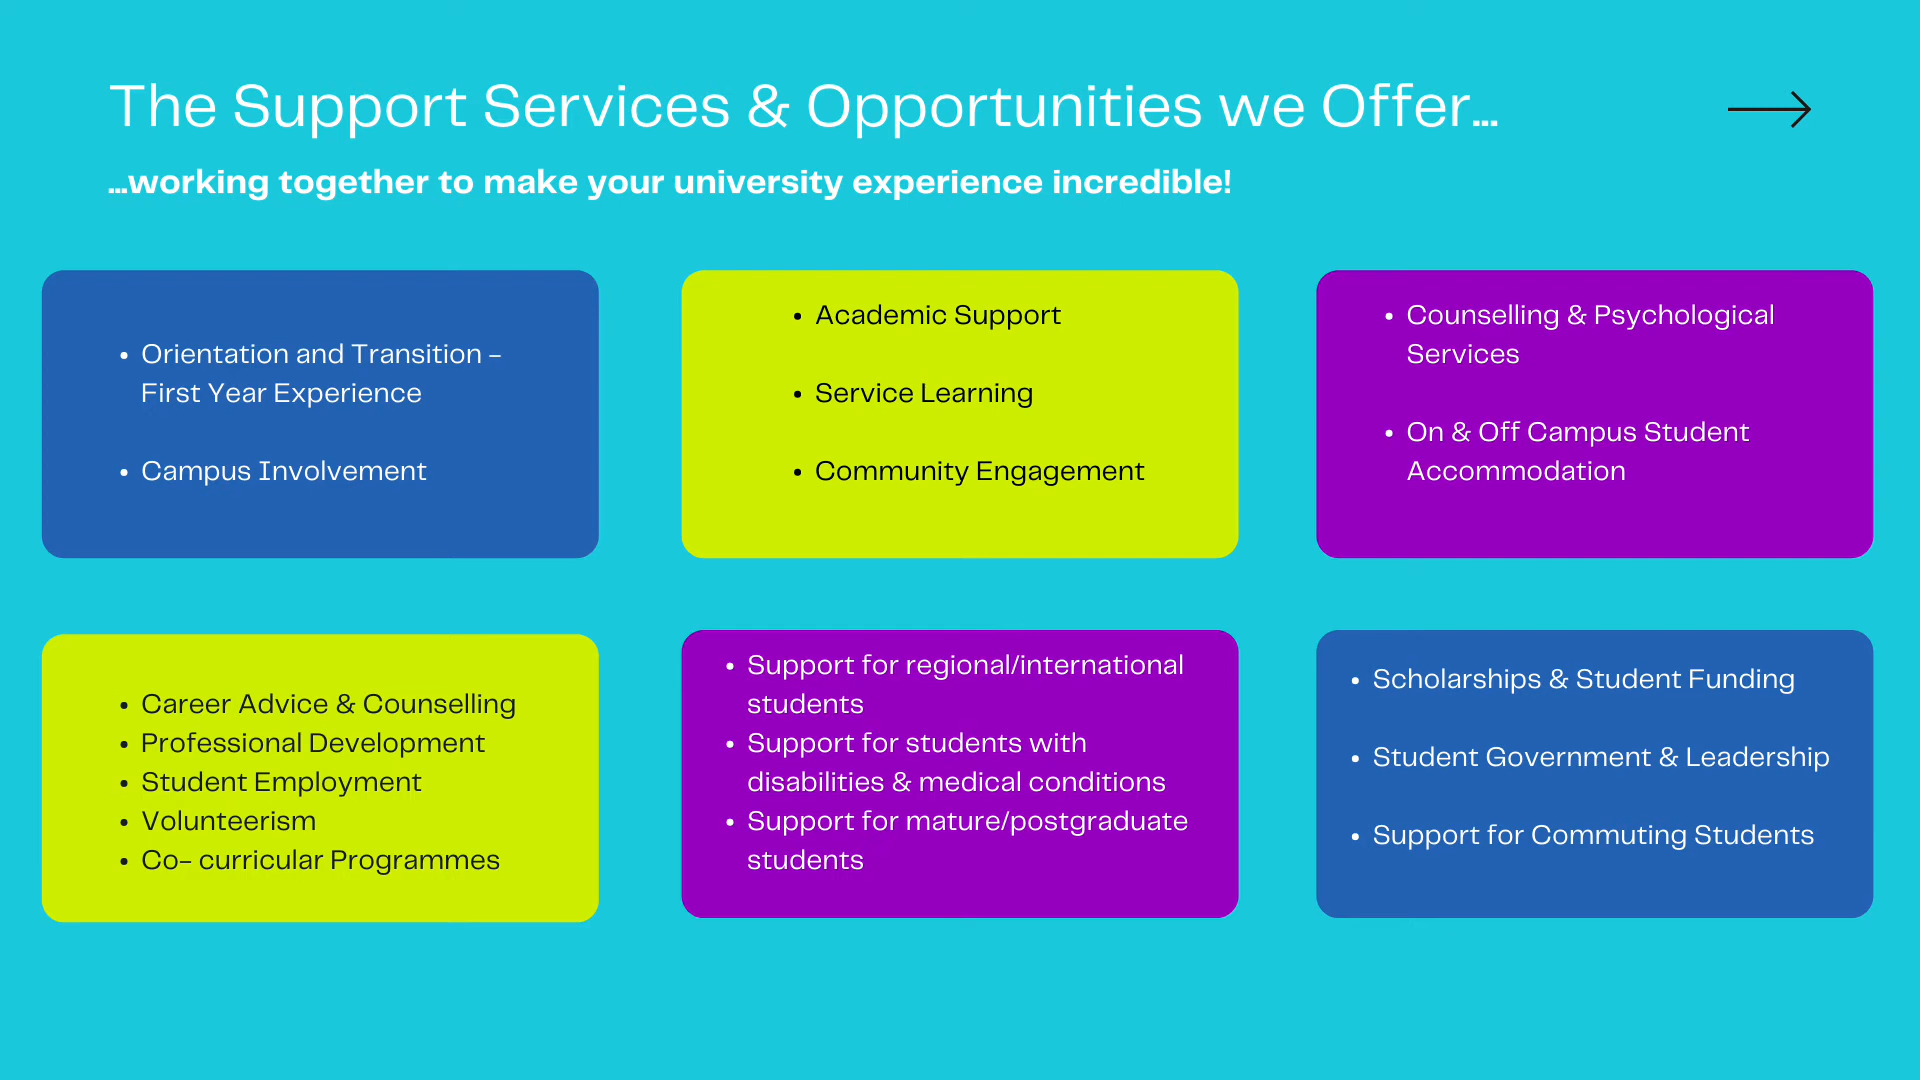 The Support Services & Opportunities we Offer...
...working together to make your university experience incredible!
• Orientation and Transition –
First Year Experience
• Campus Involvement
• Academic Support
• Service Learning
• Community Engagement
• Counselling & Psychological
Services
• On & Off Campus Student
Accommodation
• Career Advice & Counselling
• Professional Development
• Student Employment
• Volunteerism
• Co- curricular Programmes
• Support for regional/international
students
• Support for students with
disabilities & medical conditions
• Support for mature/postgraduate
students
• Scholarships & Student Funding
• Student Government & Leadership
• Support for Commuting Students